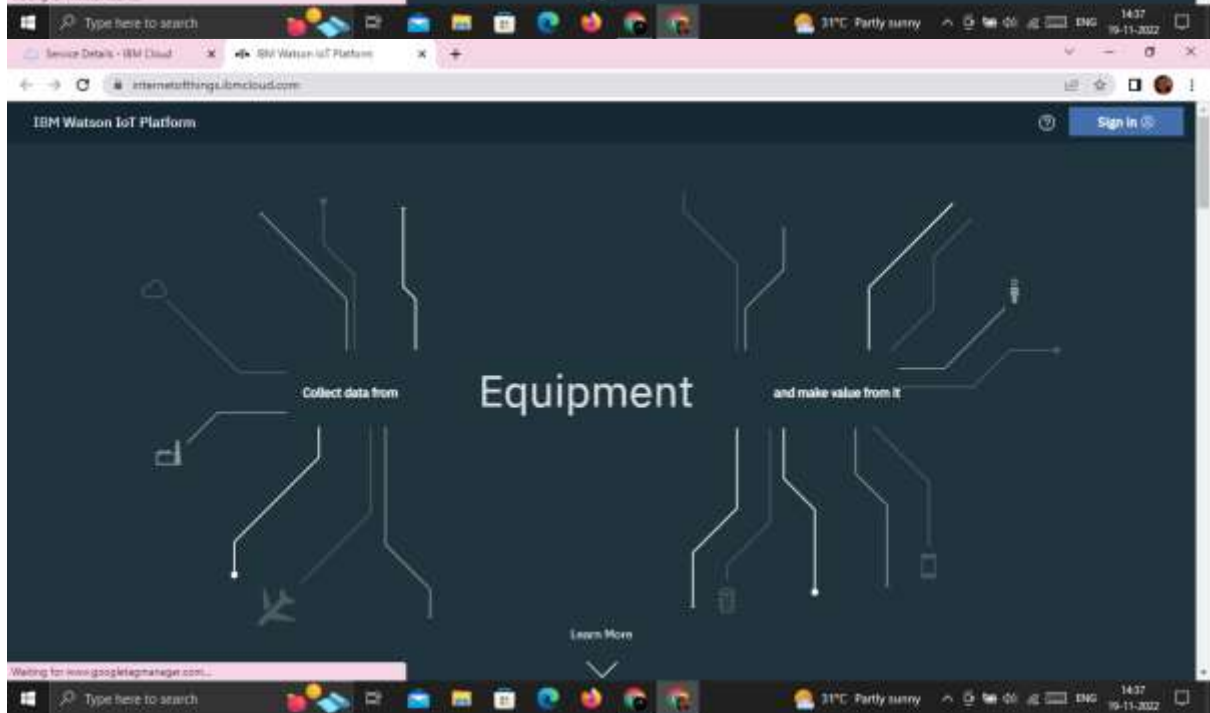 Type here to search
31°C Partly sunny
ENG
14:37
19-11-2022
Service Details - IBM Cloud
IBM Watson IoT Platform
internetofthings.ibmcloud.com
IBM Watson IoT Platform
Sign In
Collect data from
Equipment
and make value from it
Learn More
Waiting for www.googletagmanager.com...
Type here to search
31°C Partly sunny
ENG
14:37
19-11-2022